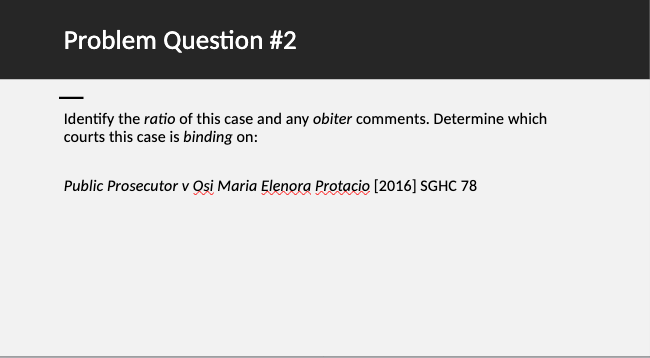 Problem Question #2
Identify the ratio of this case and any obiter comments. Determine which
courts this case is binding on:
Public Prosecutor v Osi Maria Elenora Protacio [2016] SGHC 78